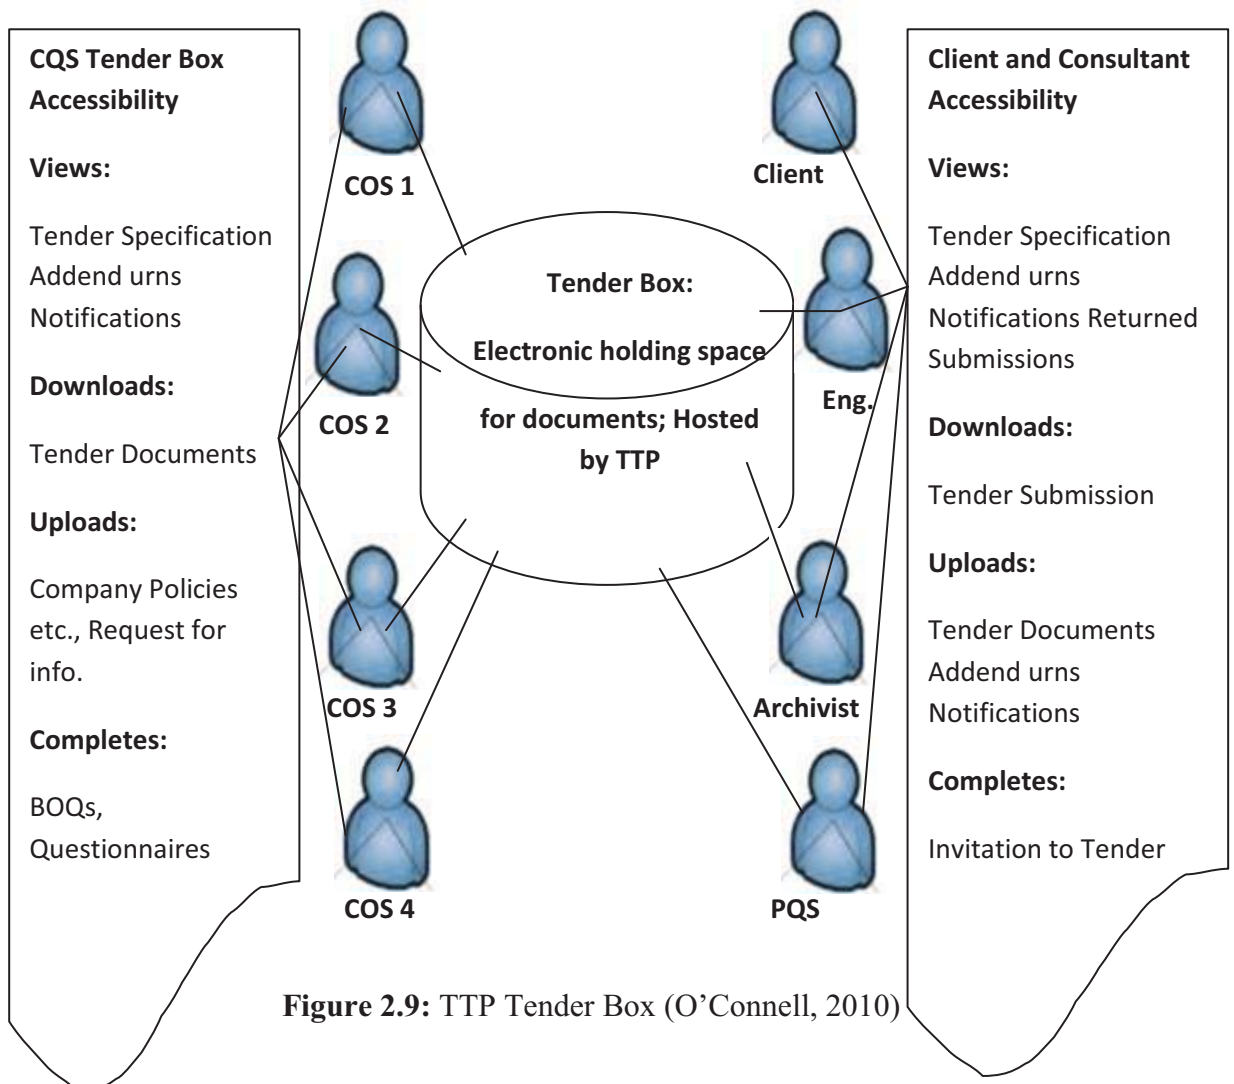 CQS Tender Box
Accessibility
Views:
Tender Specification
Addend urns
Notifications
Downloads:
Tender Documents
Uploads:
Company Policies
etc., Request for
info.
Completes:
BOQs,
Questionnaires
COS 1
COS 2
COS 3
COS 4
Tender Box:
Electronic holding space
for documents; Hosted
by TTP
Client
Eng.
Archivist
PQS
Client and Consultant
Accessibility
Views:
Tender Specification
Addend urns
Notifications Returned
Submissions
Downloads:
Tender Submission
Uploads:
Tender Documents
Addend urns
Notifications
Completes:
Invitation to Tender
Figure 2.9: TTP Tender Box (O’Connell, 2010)